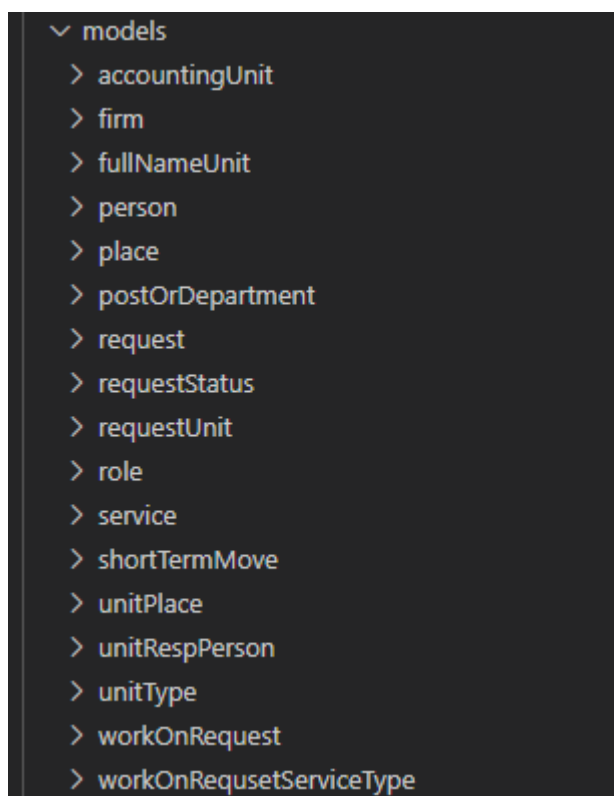 models
accountingUnit
firm
fullNameUnit
person
place
postOrDepartment
request
requestStatus
requestUnit
role
service
shortTermMove
unitPlace
unitRespPerson
unitType
workOnRequest
workOnRequsetServiceType